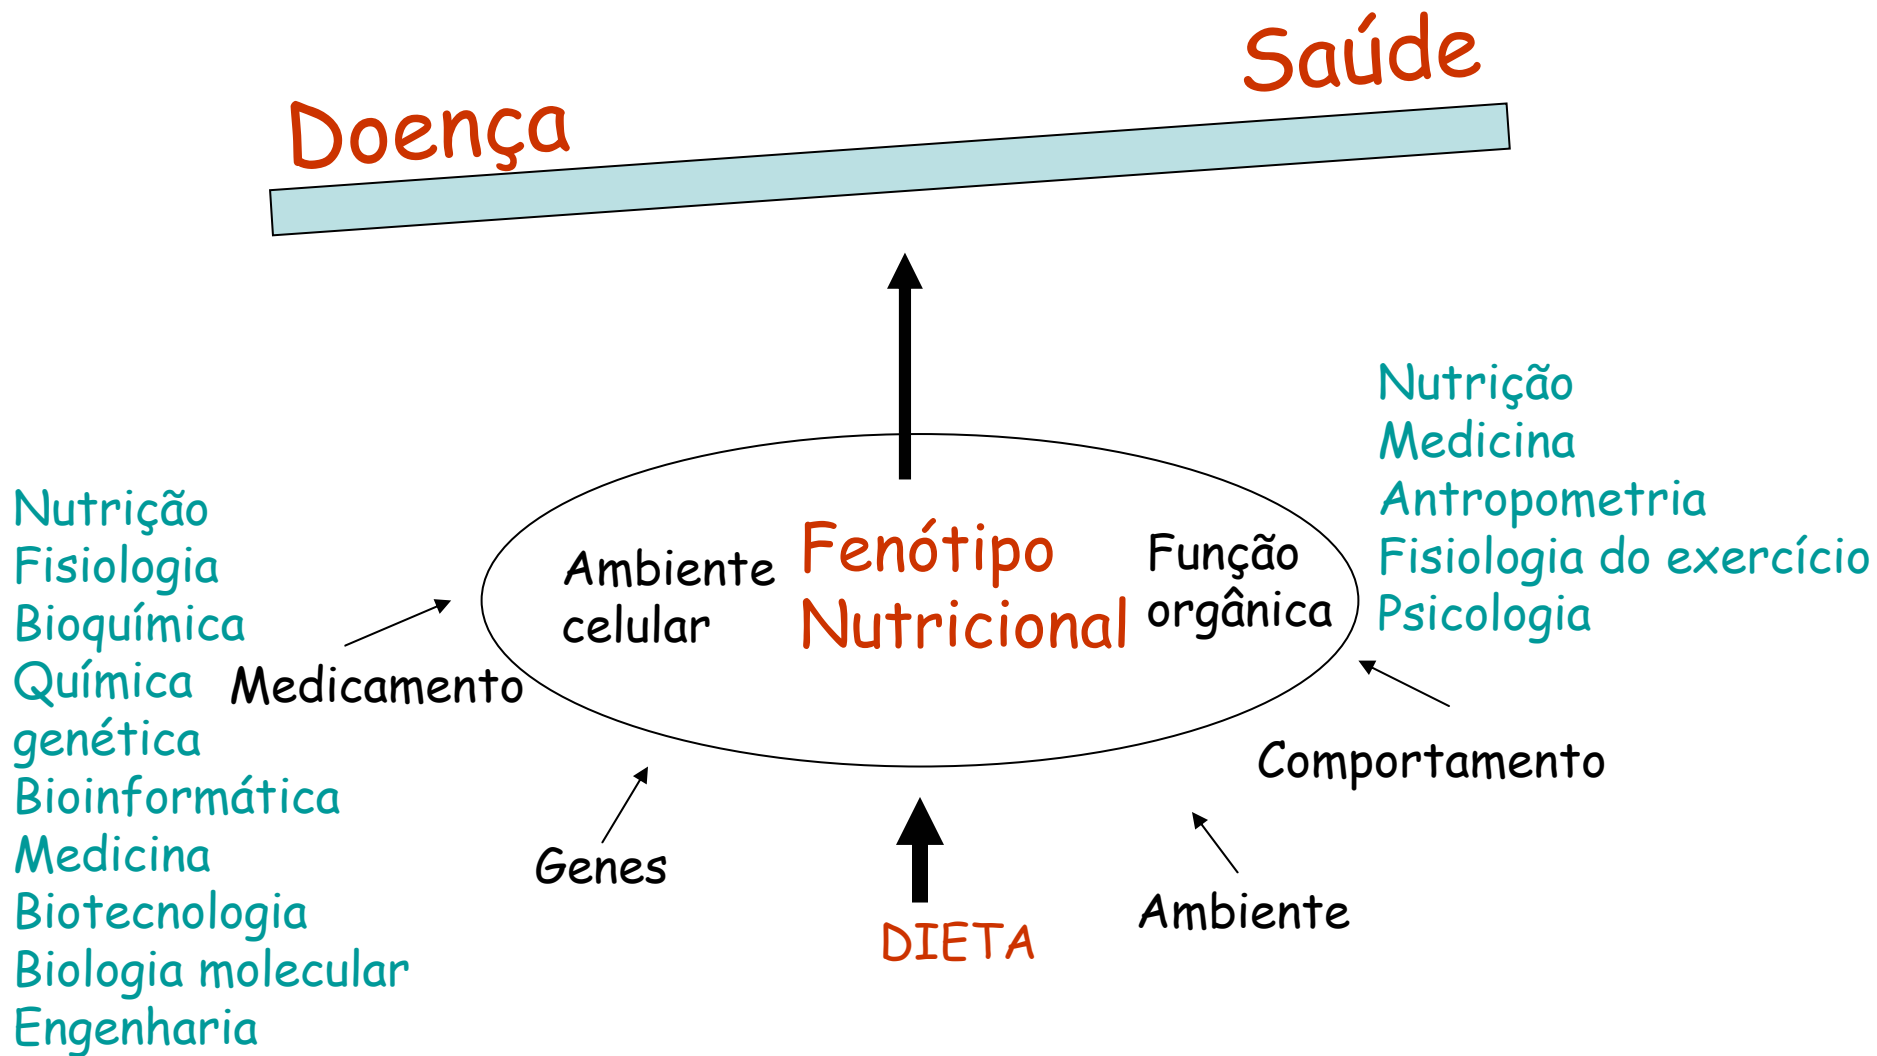 Saúde
Doença
Nutrição
Medicina
Antropometria
Fisiologia do exercício
Psicologia
Nutrição
Fisiologia
Bioquímica
Química
genética
Bioinformática
Medicina
Biotecnologia
Biologia molecular
Engenharia
Ambiente
celular
Fenótipo
Nutricional
Função
orgânica
Medicamento
Genes
DIETA
Ambiente
Comportamento